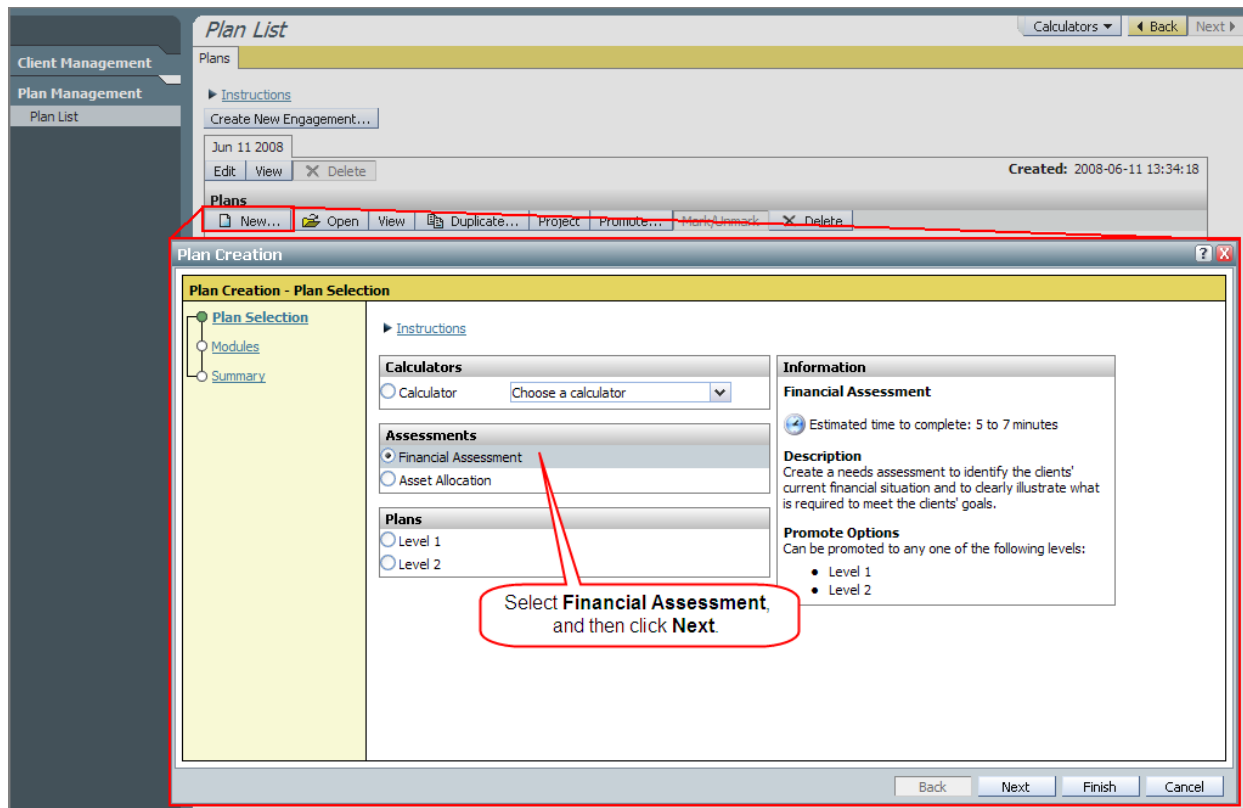 Plan List
Calculators
Back
Next
Client Management
Plans
Plan Management
Instructions
Plan List
Create New Engagement...
Jun 11 2008
Edit View Delete
Created: 2008-06-11 13:34:18
Plans
New... Open View Duplicate... Project Promote... Mark/Unmark Delete
Plan Creation
Plan Creation - Plan Selection
Plan Selection
Modules
Summary
Instructions
Calculators
Calculator Choose a calculator
Assessments
Financial Assessment
Asset Allocation
Plans
Level 1
Level 2
Information
Financial Assessment
Estimated time to complete: 5 to 7 minutes
Description
Create a needs assessment to identify the clients'
current financial situation and to clearly illustrate what
is required to meet the clients' goals.
Promote Options
Can be promoted to any one of the following levels:
• Level 1
• Level 2
Select Financial Assessment,
and then click Next.
Back Next Finish Cancel